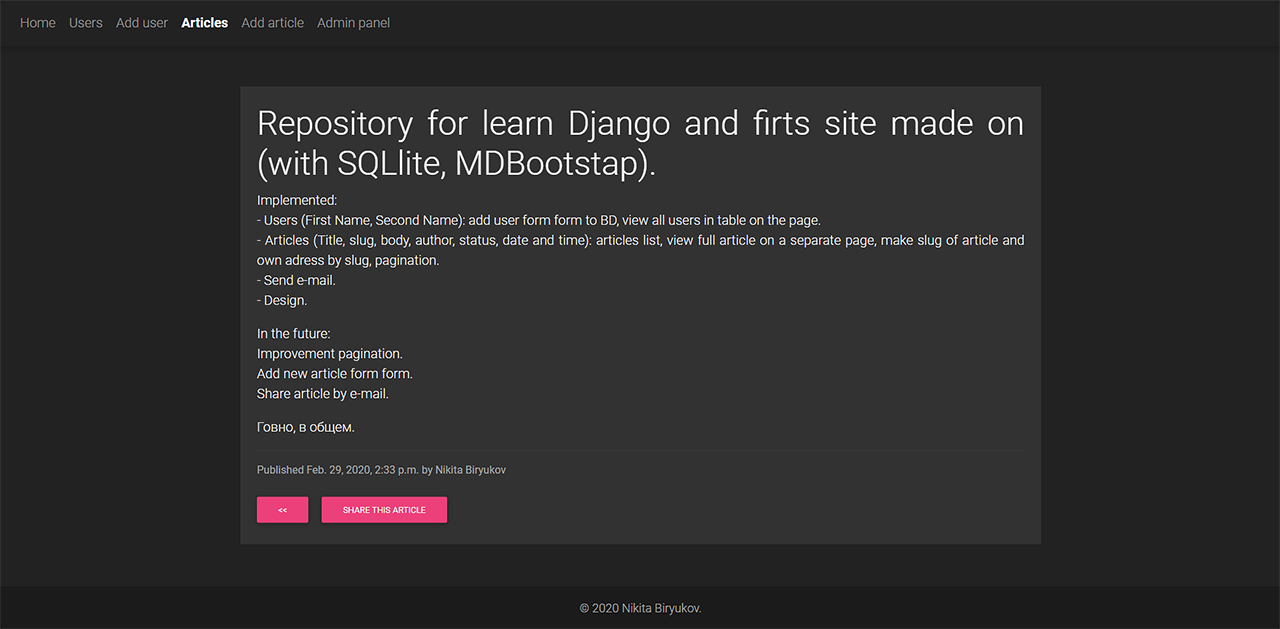 Home Users Add user Articles Add article Admin panel
Repository for learn Django and firts site made on
(with SQLlite, MDBootstap).
Implemented:
- Users (First Name, Second Name): add user form form to BD, view all users in table on the page.
- Articles (Title, slug, body, author, status, date and time): articles list, view full article on a separate page, make slug of article and
own adress by slug, pagination.
- Send e-mail.
- Design.
In the future:
Improvement pagination.
Add new article form form.
Share article by e-mail.
Говно, в общем.
Published Feb. 29, 2020, 2:33 p.m. by Nikita Biryukov
<< SHARE THIS ARTICLE
© 2020 Nikita Biryukov.